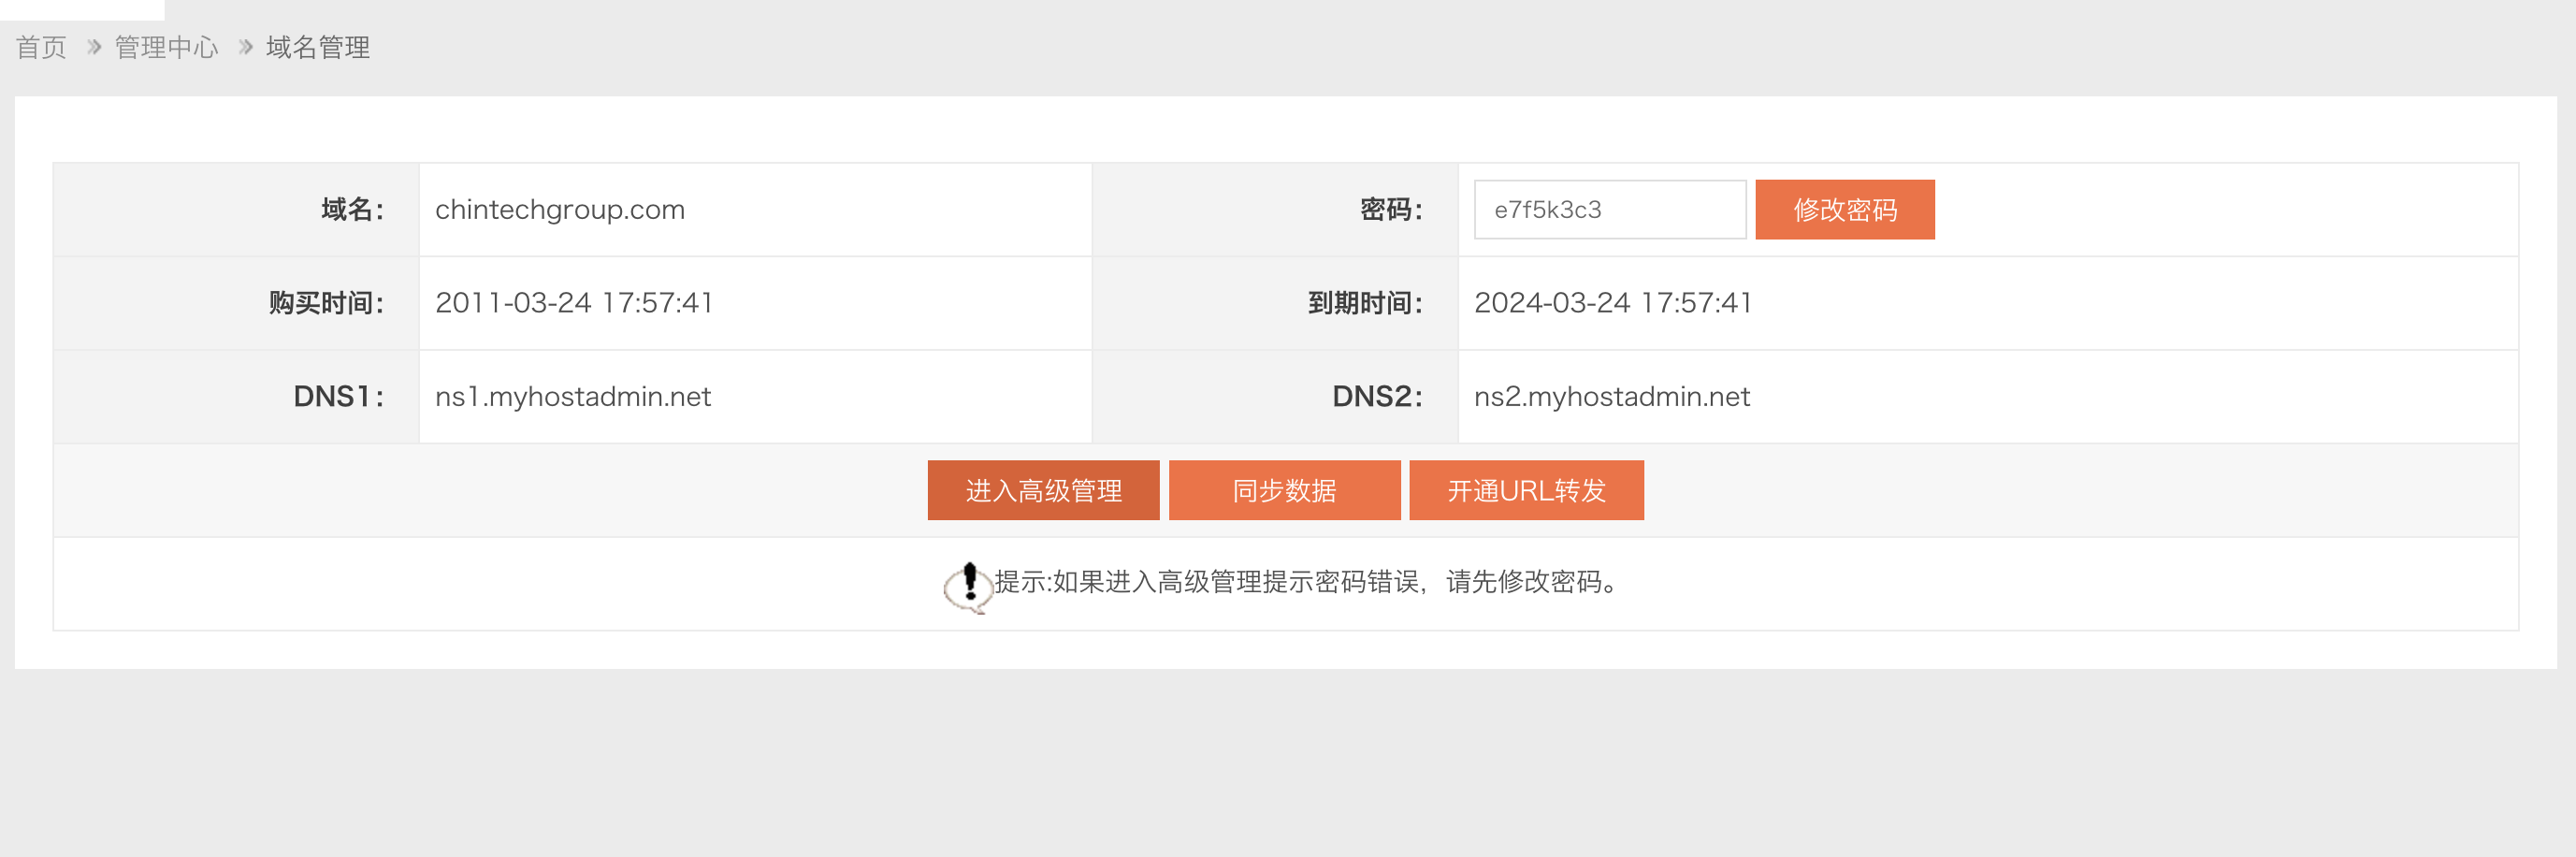 首页 » 管理中心 » 域名管理
域名： chintechgroup.com 密码： e7f5k3c3 修改密码
购买时间： 2011-03-24 17:57:41 到期时间： 2024-03-24 17:57:41
DNS1： ns1.myhostadmin.net DNS2： ns2.myhostadmin.net
进入高级管理 同步数据 开通URL转发
提示:如果进入高级管理提示密码错误，请先修改密码。